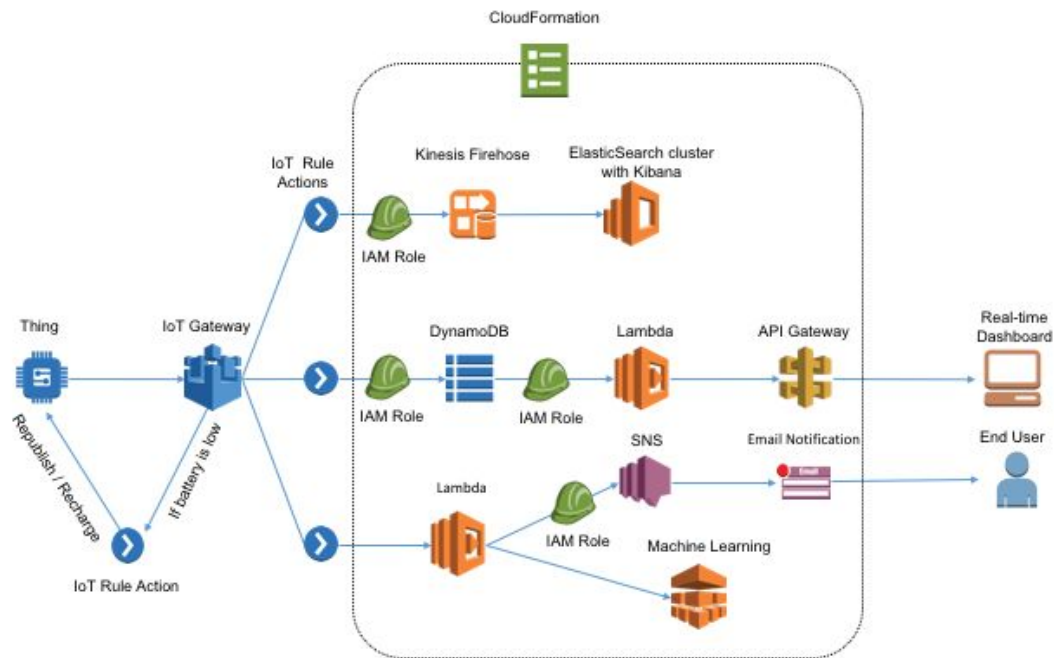 CloudFormation
IoT Rule
Actions
Kinesis Firehose
ElasticSearch cluster
with Kibana
IAM Role
Thing
IoT Gateway
DynamoDB
Lambda
API Gateway
Real-time
Dashboard
IAM Role
IAM Role
Republish / Recharge
If battery is low
SNS
Email Notification
Email
End User
Lambda
IAM Role
Machine Learning
IoT Rule Action